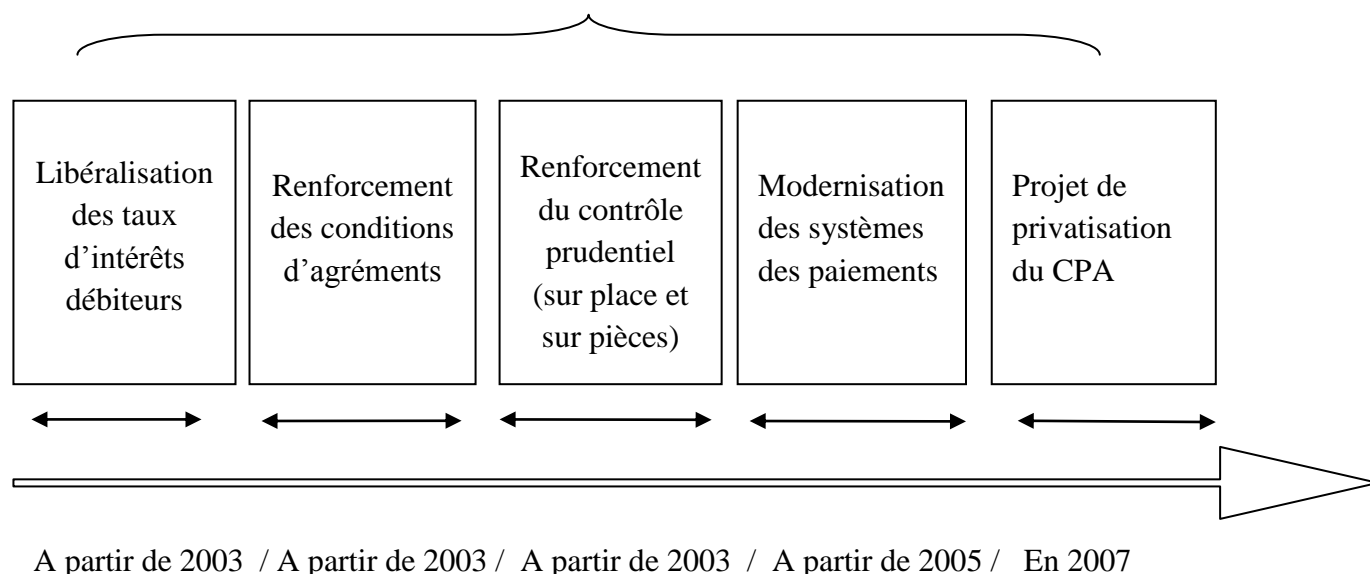 Libéralisation
des taux
d’intérêts
débiteurs
Renforcement
des conditions
d’agréments
Renforcement
du contrôle
prudentiel
(sur place et
sur pièces)
Modernisation
des systèmes
des paiements
Projet de
privatisation
du CPA
A partir de 2003 / A partir de 2003 / A partir de 2003 / A partir de 2005 / En 2007